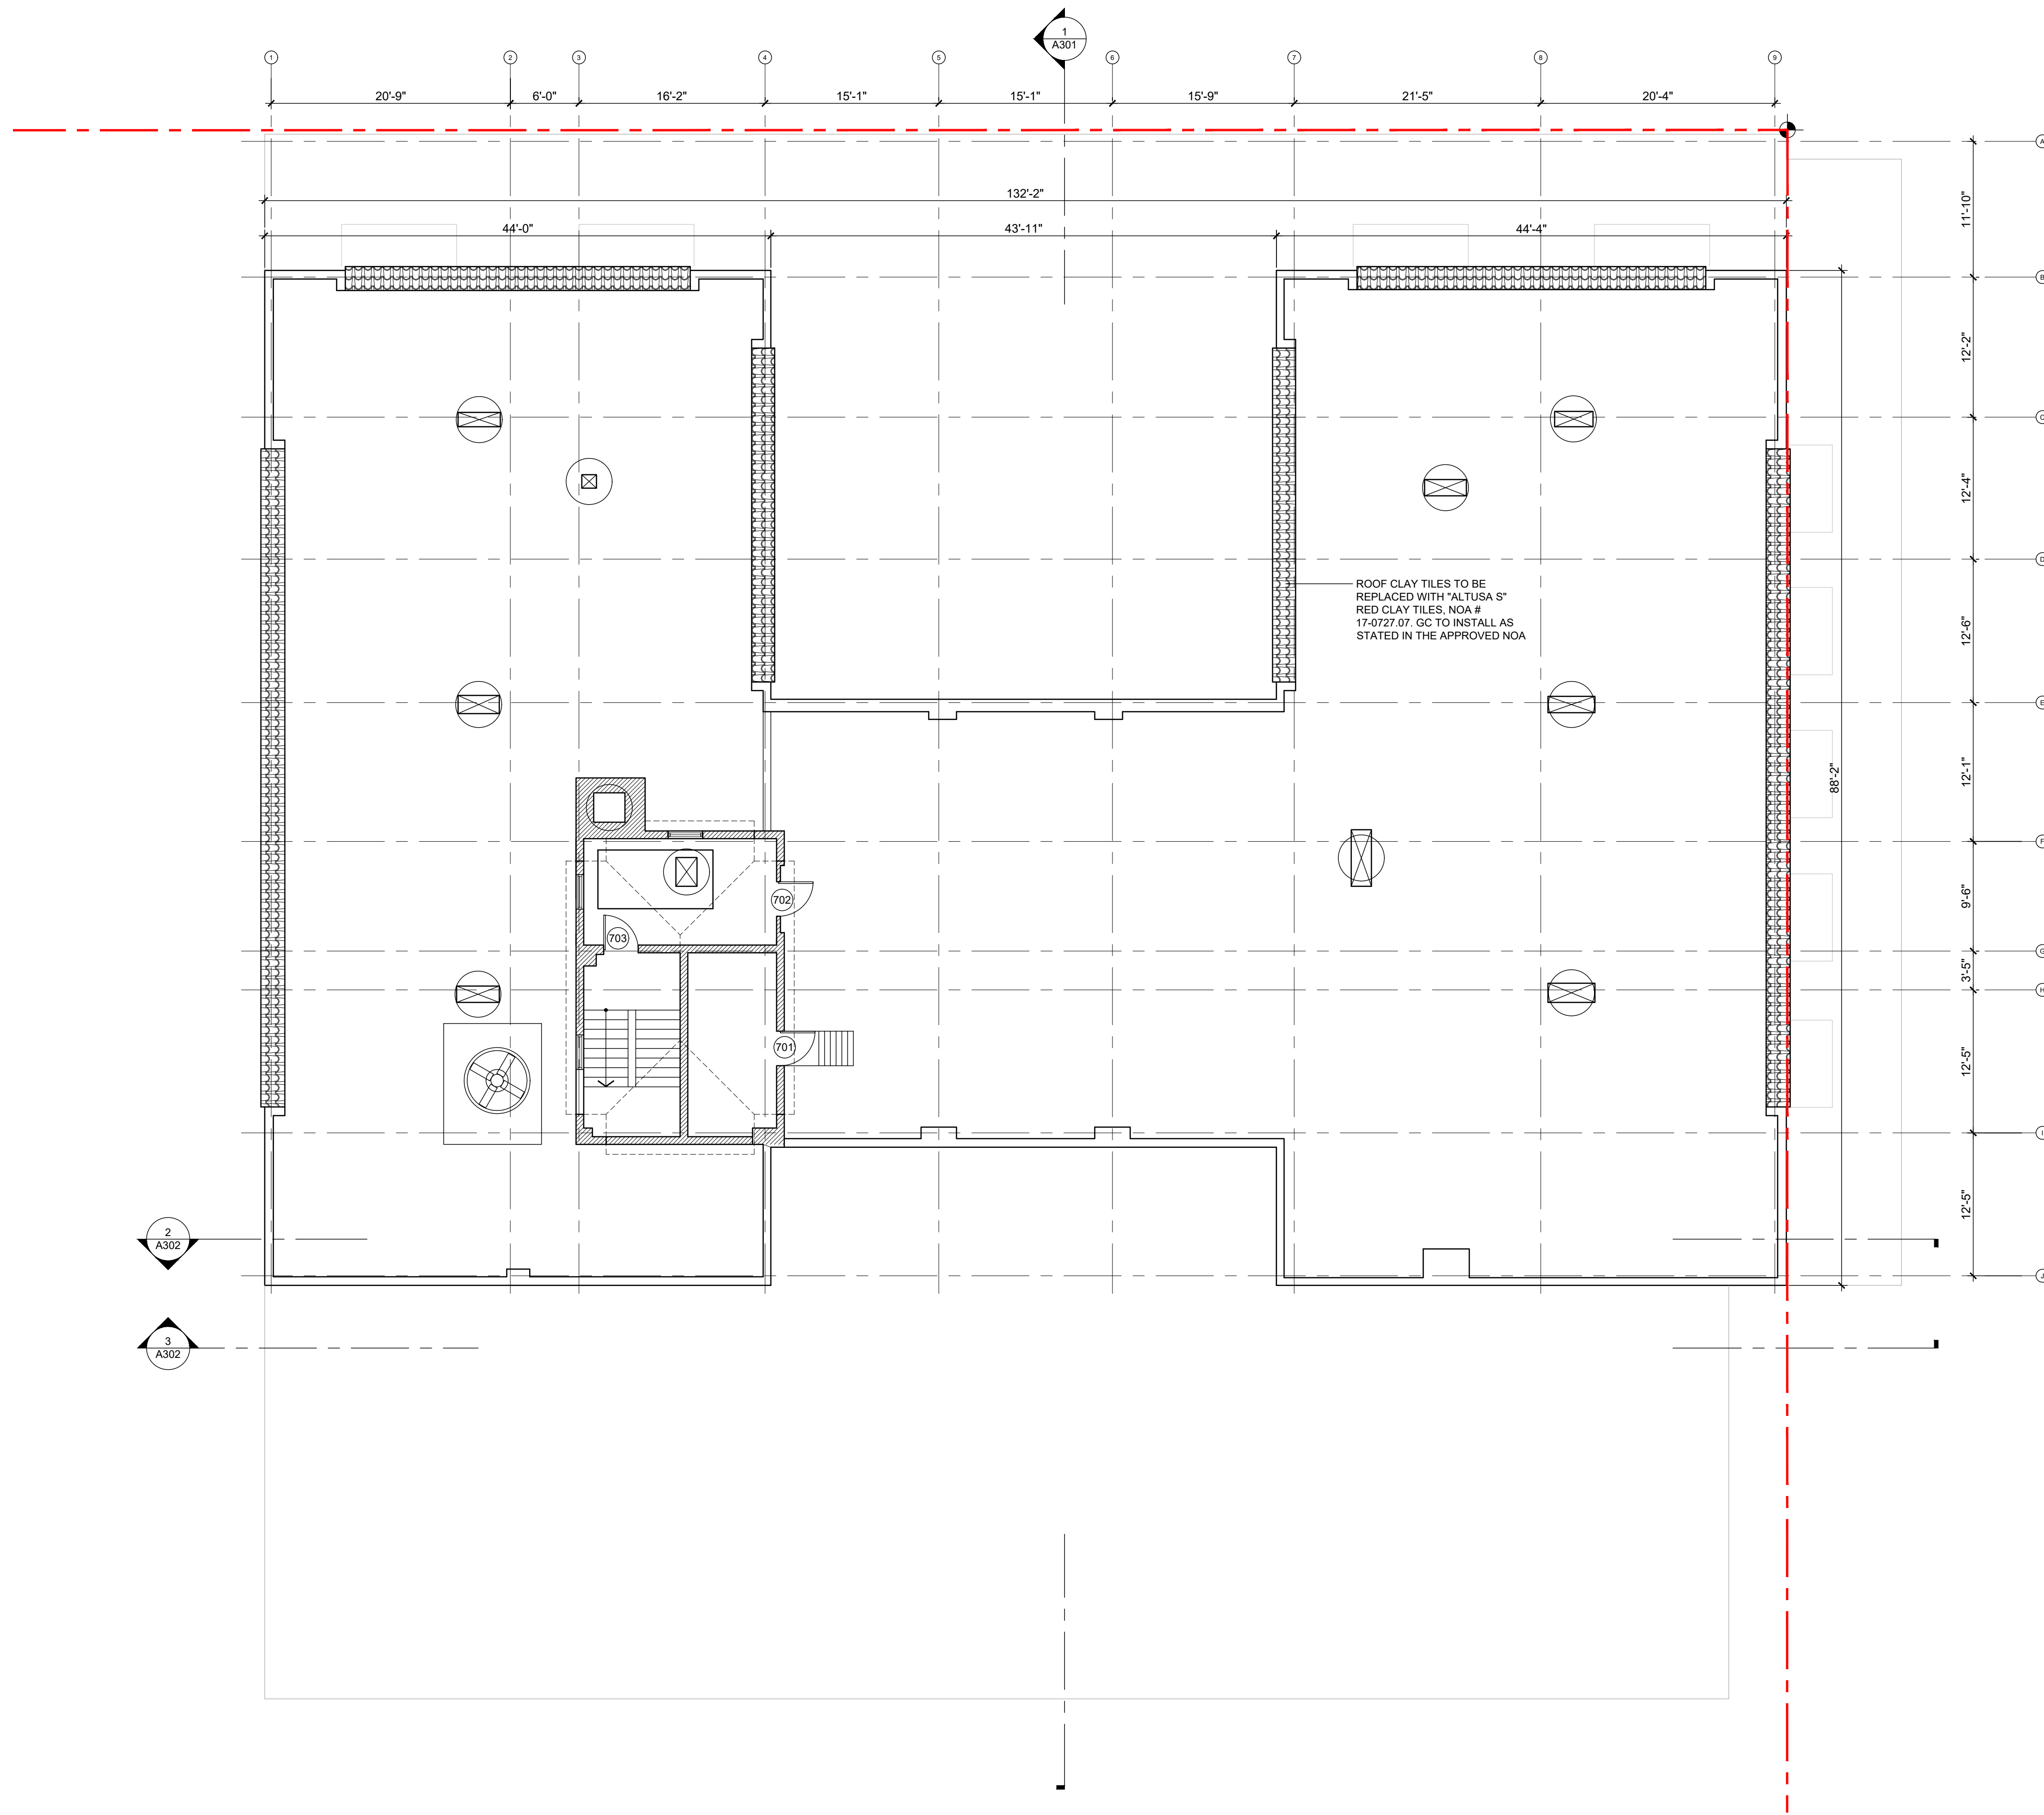 1
A301
1
2
3
4
5
6
7
8
9
20'-9"
6'-0"
16'-2"
15'-1"
15'-1"
15'-9"
21'-5"
20'-4"
A
132'-2"
11'-10"
44'-0"
43'-11"
44'-4"
B
12'-2"
C
12'-4"
D
ROOF CLAY TILES TO BE
REPLACED WITH "ALTUSA S"
RED CLAY TILES, NOA #
17-0727.07. GC TO INSTALL AS
STATED IN THE APPROVED NOA
12'-6"
E
12'-1"
88'-2"
F
702
9'-6"
703
G
3'-5"
H
701
12'-5"
I
12'-5"
2
A302
J
3
A302